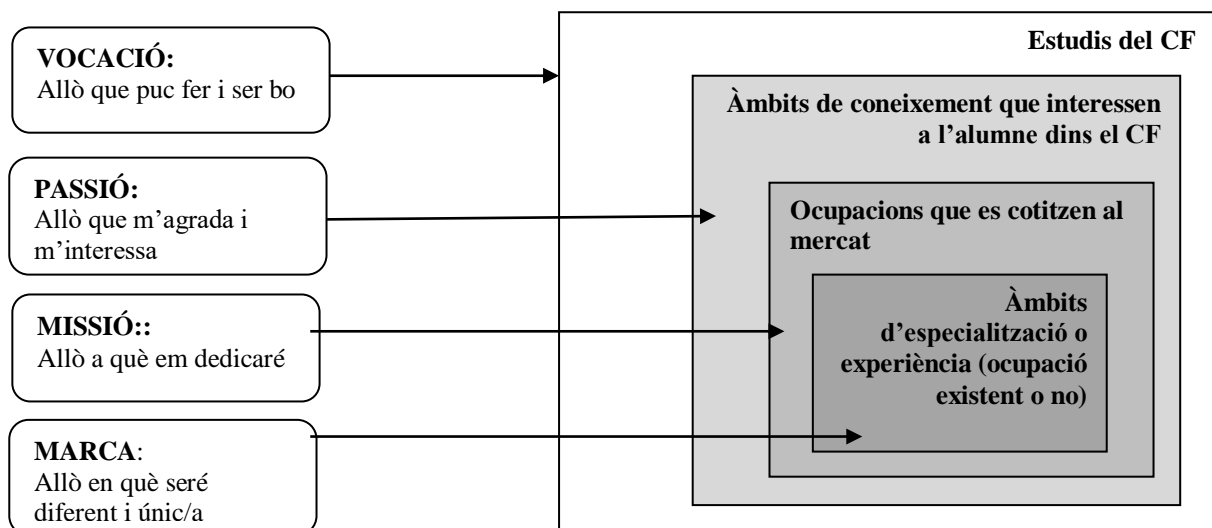 VOCACIÓ:
Allò que puc fer i ser bo
PASSIÓ:
Allò que m’agrada i
m’interessa
MISSIÓ::
Allò a què em dedicaré
MARCA:
Allò en què seré
diferent i únic/a
Estudis del CF
Àmbits de coneixement que interessen
a l’alumne dins el CF
Ocupacions que es cotitzen al
mercat
Àmbits
d’especialització o
experiència (ocupació
existent o no)